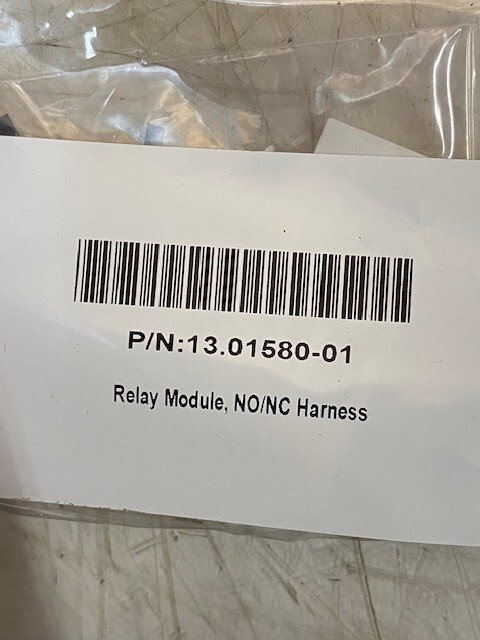 P/N:13.01580-01
Relay Module, NO/NC Harness